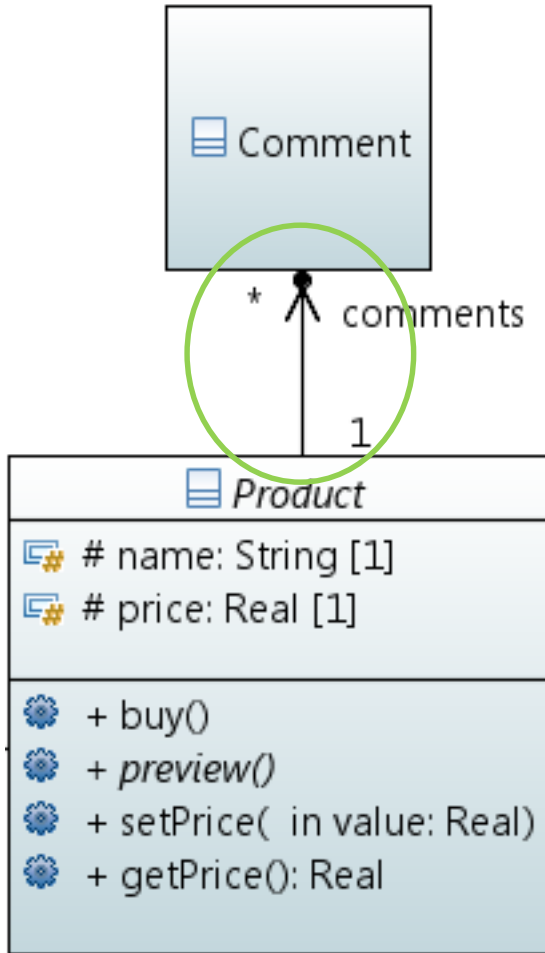 Comment
*
comments
1
Product
# name: String [1]
# price: Real [1]
+ buy()
+ preview()
+ setPrice( in value: Real)
+ getPrice(): Real